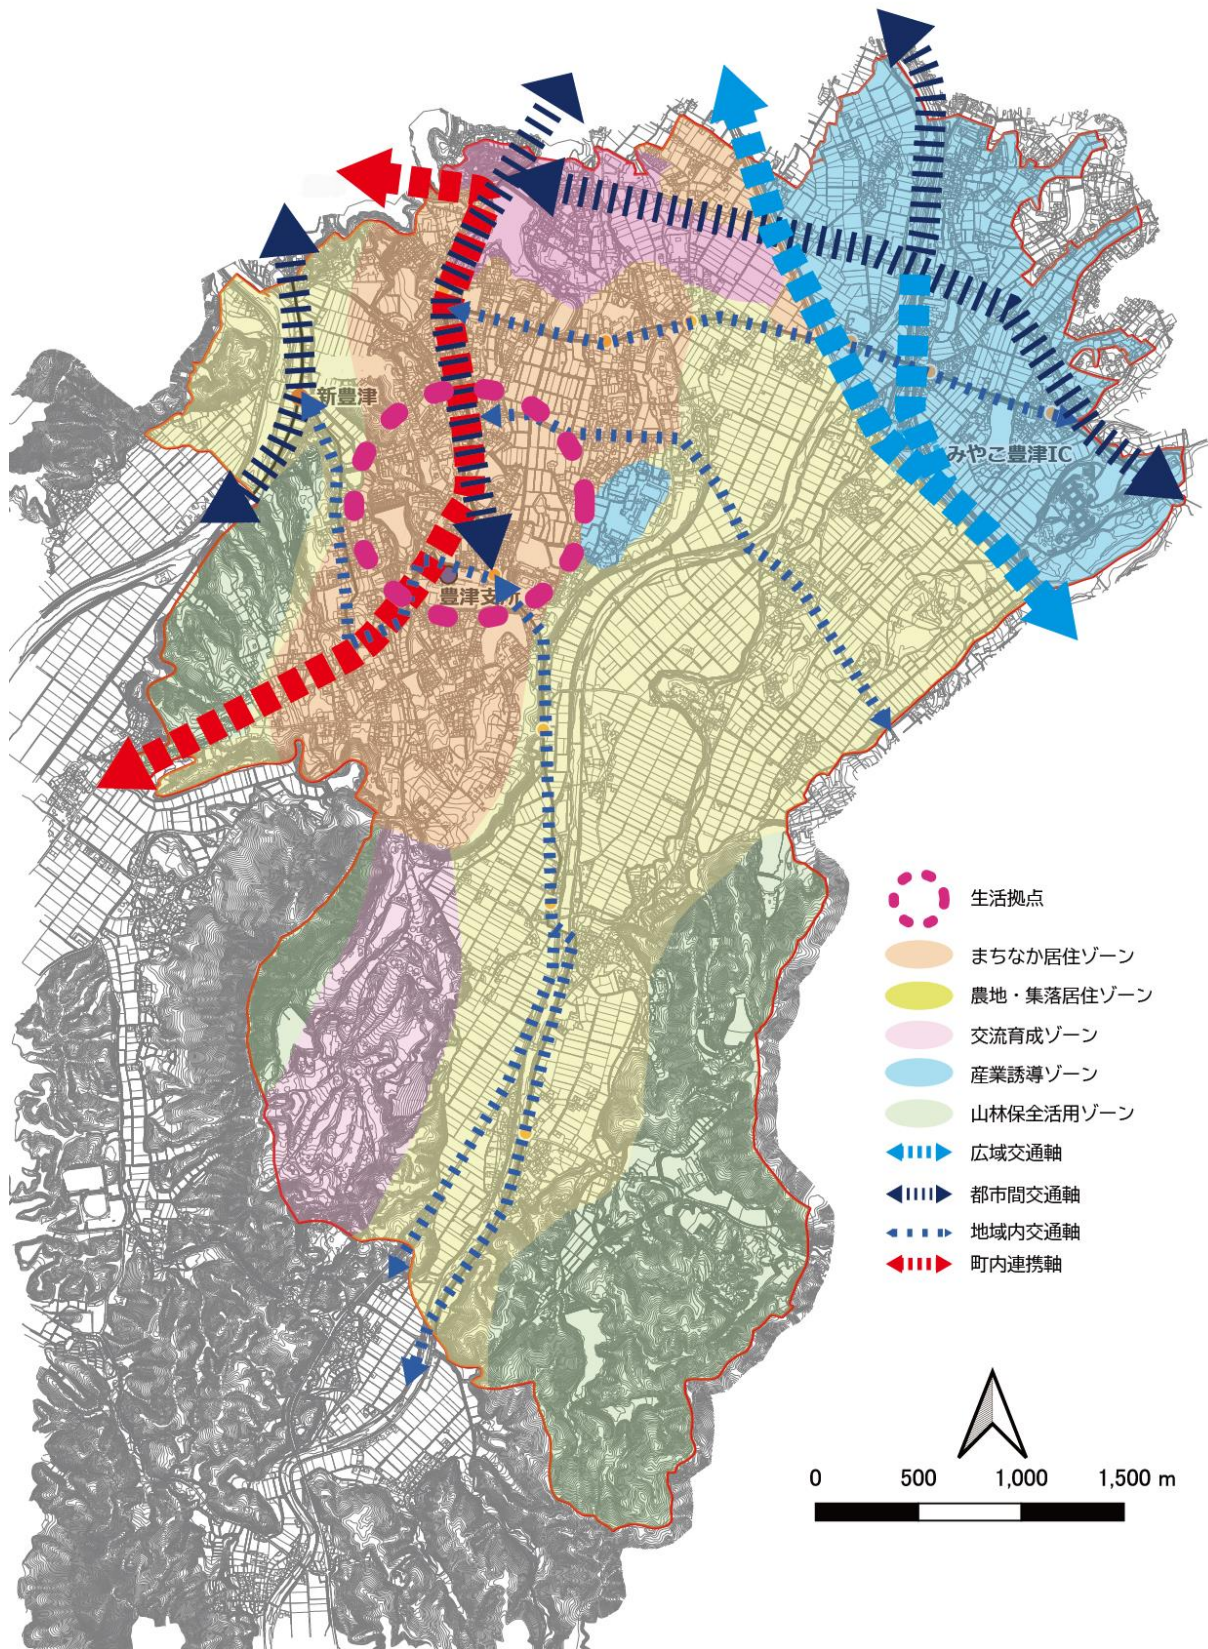 新豊津
みやこ豊津IC
豊津支所
生活拠点
まちなか居住ゾーン
農地・集落居住ゾーン
交流育成ゾーン
産業誘導ゾーン
山林保全活用ゾーン
広域交通軸
都市間交通軸
地域内交通軸
町内連携軸
0 500 1,000 1,500 m